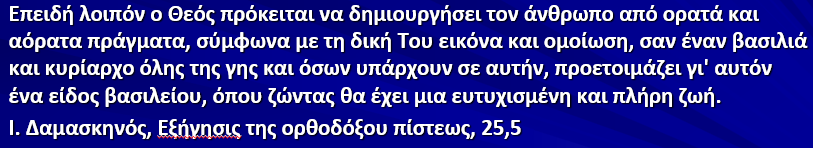 Επειδή λοιπόν ο Θεός πρόκειται να δημιουργήσει τον άνθρωπο από ορατά και
αόρατα πράγματα, σύμφωνα με τη δική Του εικόνα και ομοίωση, σαν έναν βασιλιά
και κυρίαρχο όλης της γης και όσων υπάρχουν σε αυτήν, προετοιμάζει γι' αυτόν
ένα είδος βασιλείου, όπου ζώντας θα έχει μια ευτυχισμένη και πλήρη ζωή.
Ι. Δαμασκηνός, Εξήγησις της ορθοδόξου πίστεως, 25,5